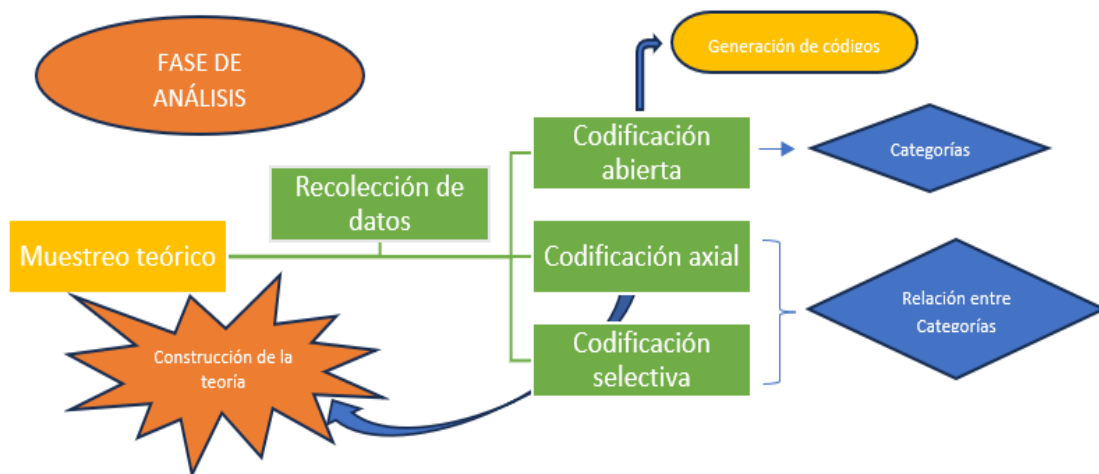 FASE DE
ANÁLISIS
Generación de códigos
Codificación
abierta
Categorías
Recolección de
datos
Muestreo teórico
Codificación axial
Relación entre
Categorías
Construcción de la
teoría
Codificación
selectiva